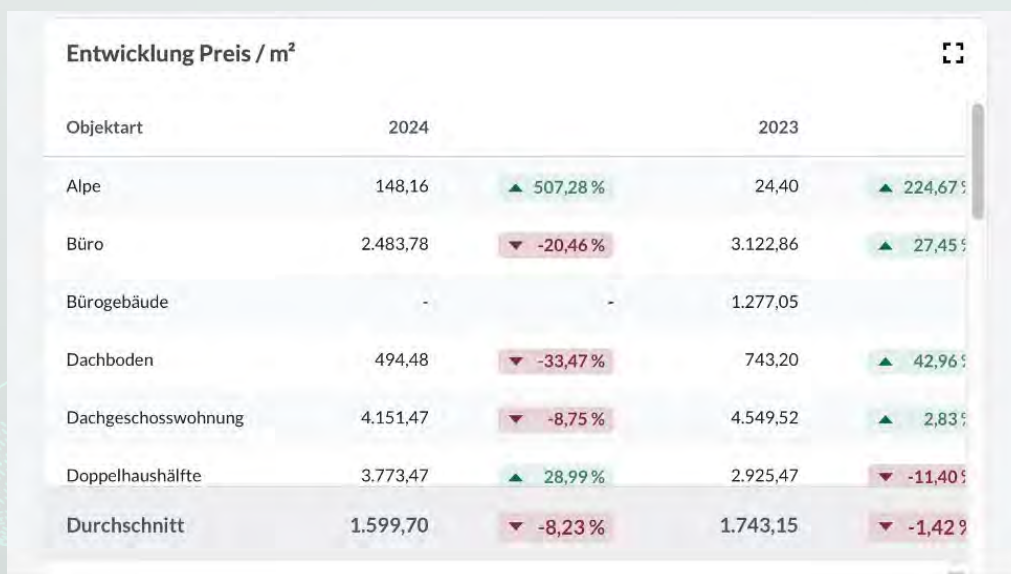 Entwicklung Preis / m²
Objektart 2024 2023
Alpe 148,16 ▲ 507,28 % 24,40 ▲ 224,67
Büro 2.483,78 ▼ -20,46 % 3.122,86 ▲ 27,45
Bürogebäude - - 1.277,05
Dachboden 494,48 ▼ -33,47 % 743,20 ▲ 42,96
Dachgeschosswohnung 4.151,47 ▼ -8,75 % 4.549,52 ▲ 2,83
Doppelhaushälfte 3.773,47 ▲ 28,99 % 2.925,47 ▼ -11,40
Durchschnitt 1.599,70 ▼ -8,23 % 1.743,15 ▼ -1,42 %